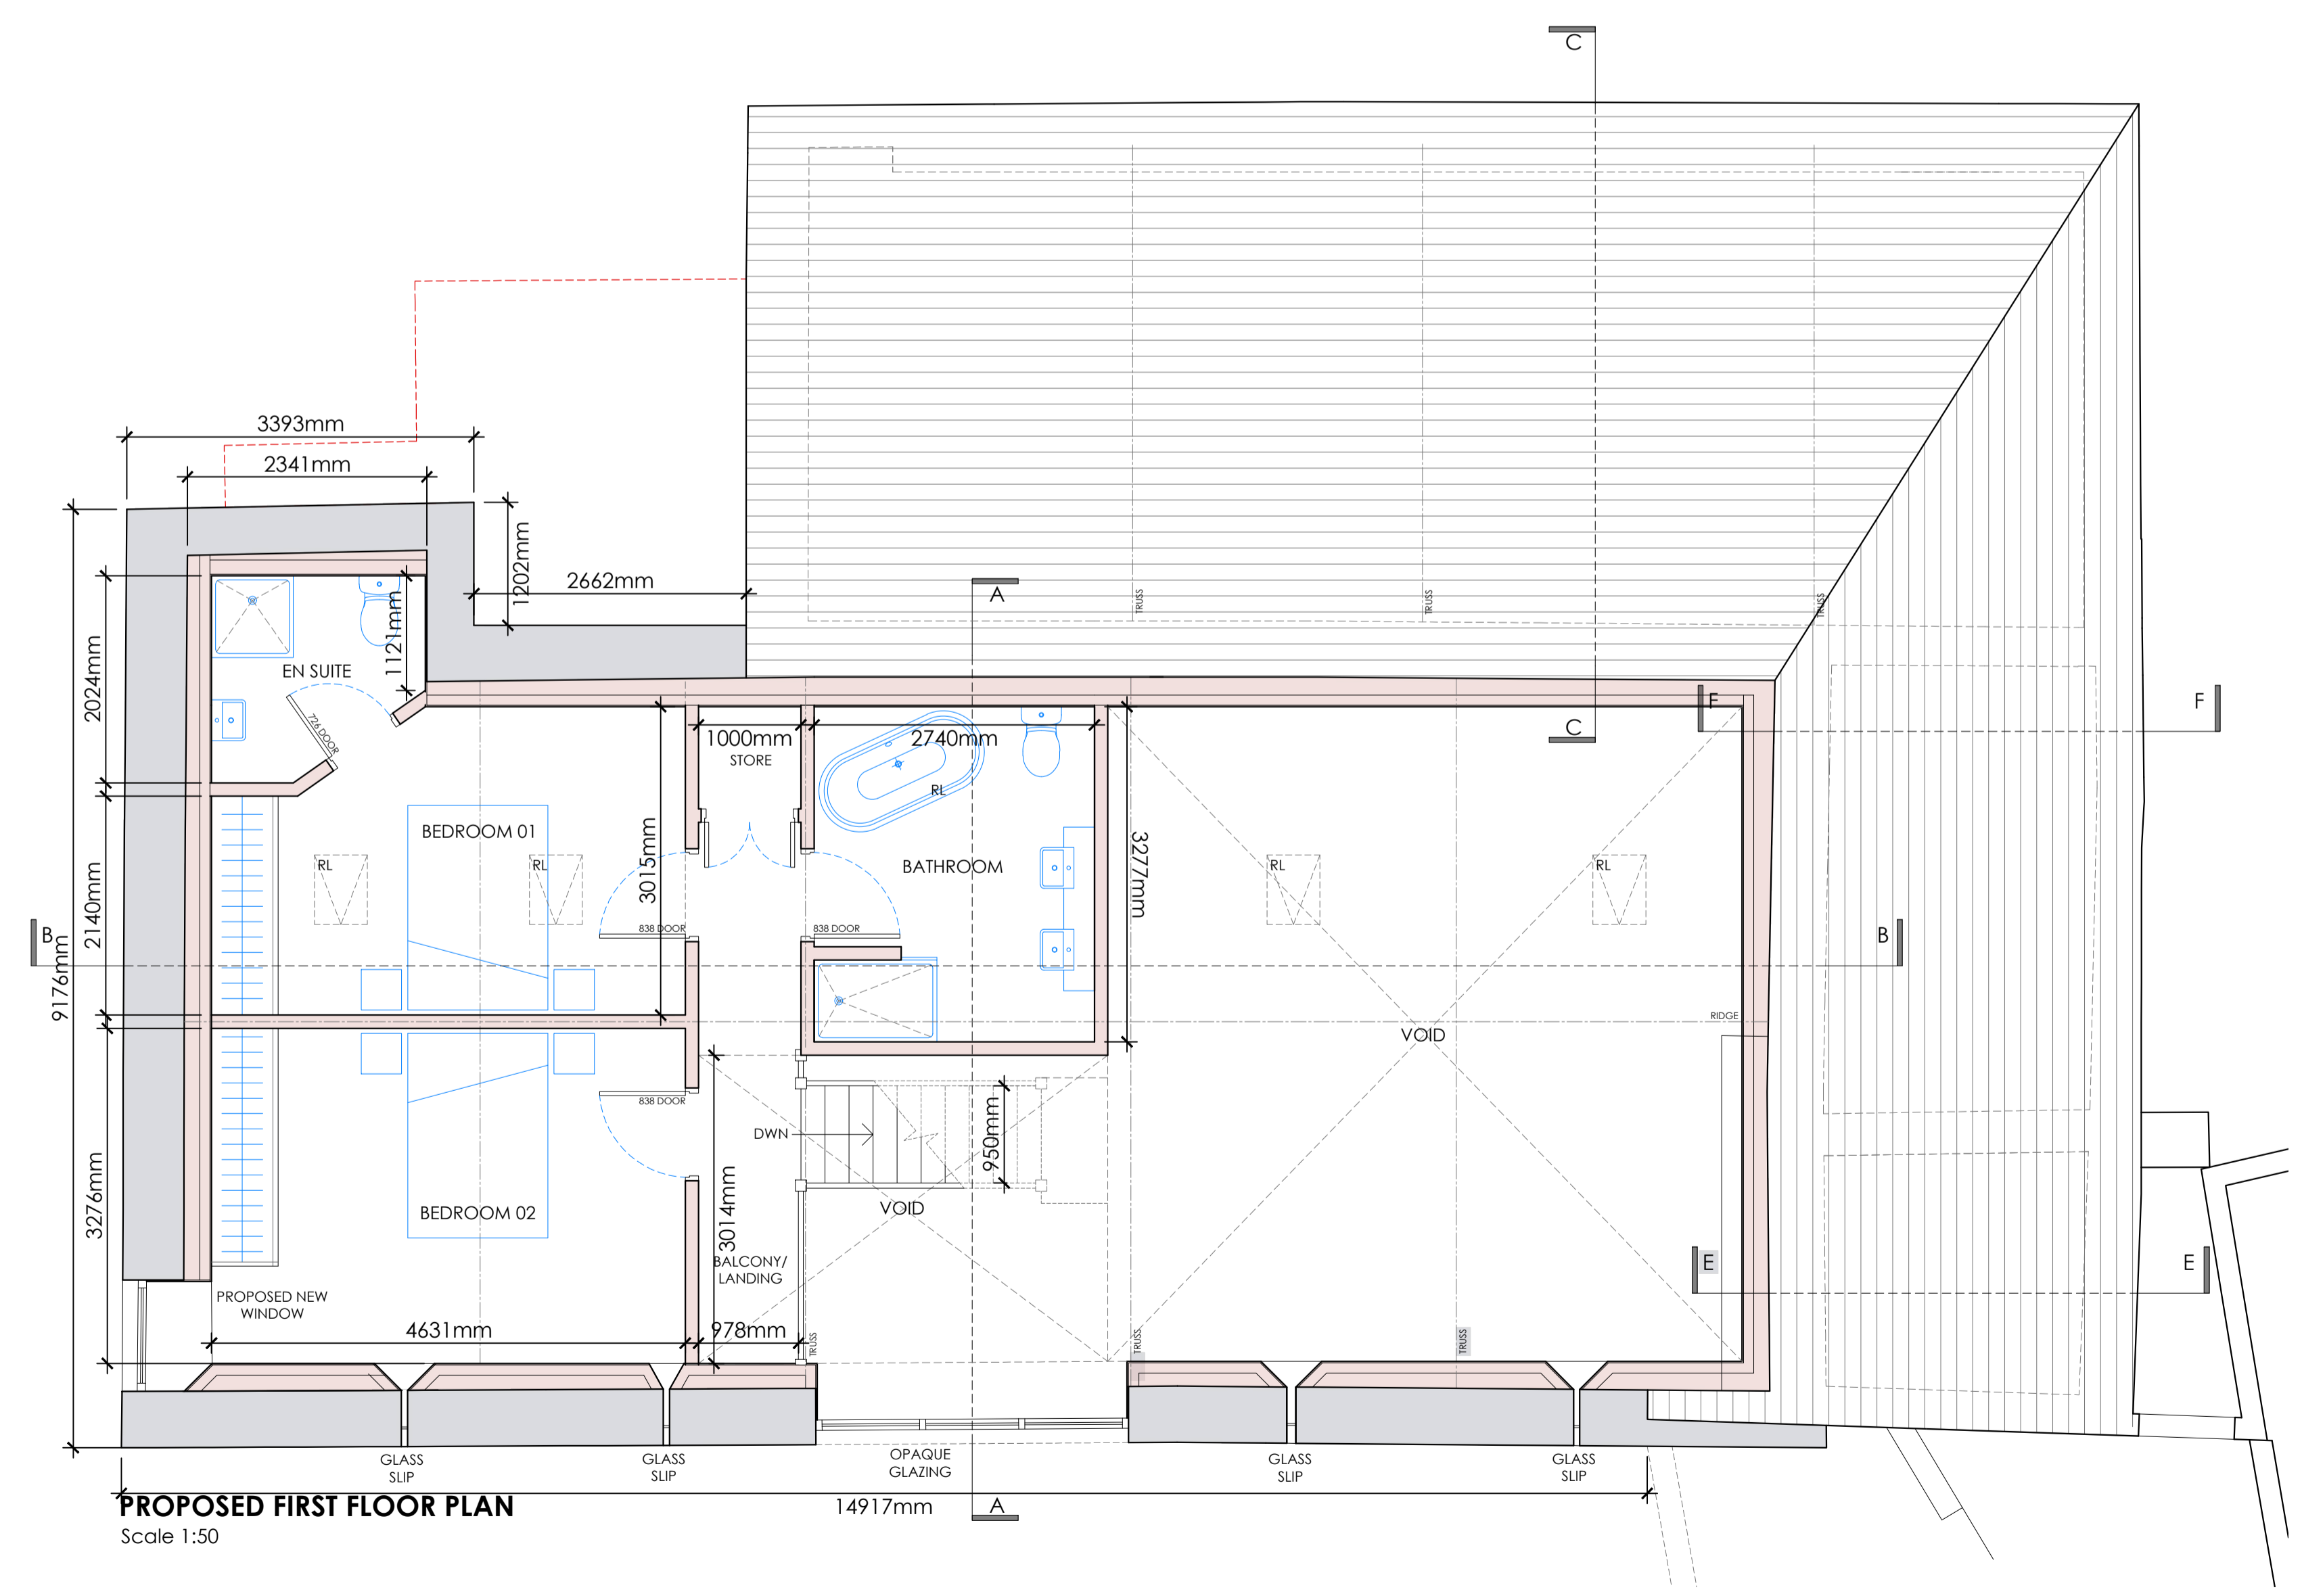 C
3393mm
2341mm
1202mm
2662mm
A
TRUSS
TRUSS
TRUSS
1121mm
EN SUITE
2024mm
726 DOOR
F
F
C
1000mm
STORE
2740mm
RL
BEDROOM 01
3015mm
BATHROOM
3277mm
RL
RL
RL
RL
2140mm
838 DOOR
838 DOOR
B
B
9176mm
RIDGE
VOID
838 DOOR
950mm
DWN
3276mm
3014mm
VOID
BEDROOM 02
BALCONY/
LANDING
E
E
PROPOSED NEW
WINDOW
4631mm
978mm
TRUSS
TRUSS
TRUSS
GLASS
SLIP
GLASS
SLIP
OPAQUE
GLAZING
GLASS
SLIP
GLASS
SLIP
14917mm
A
PROPOSED FIRST FLOOR PLAN
Scale 1:50